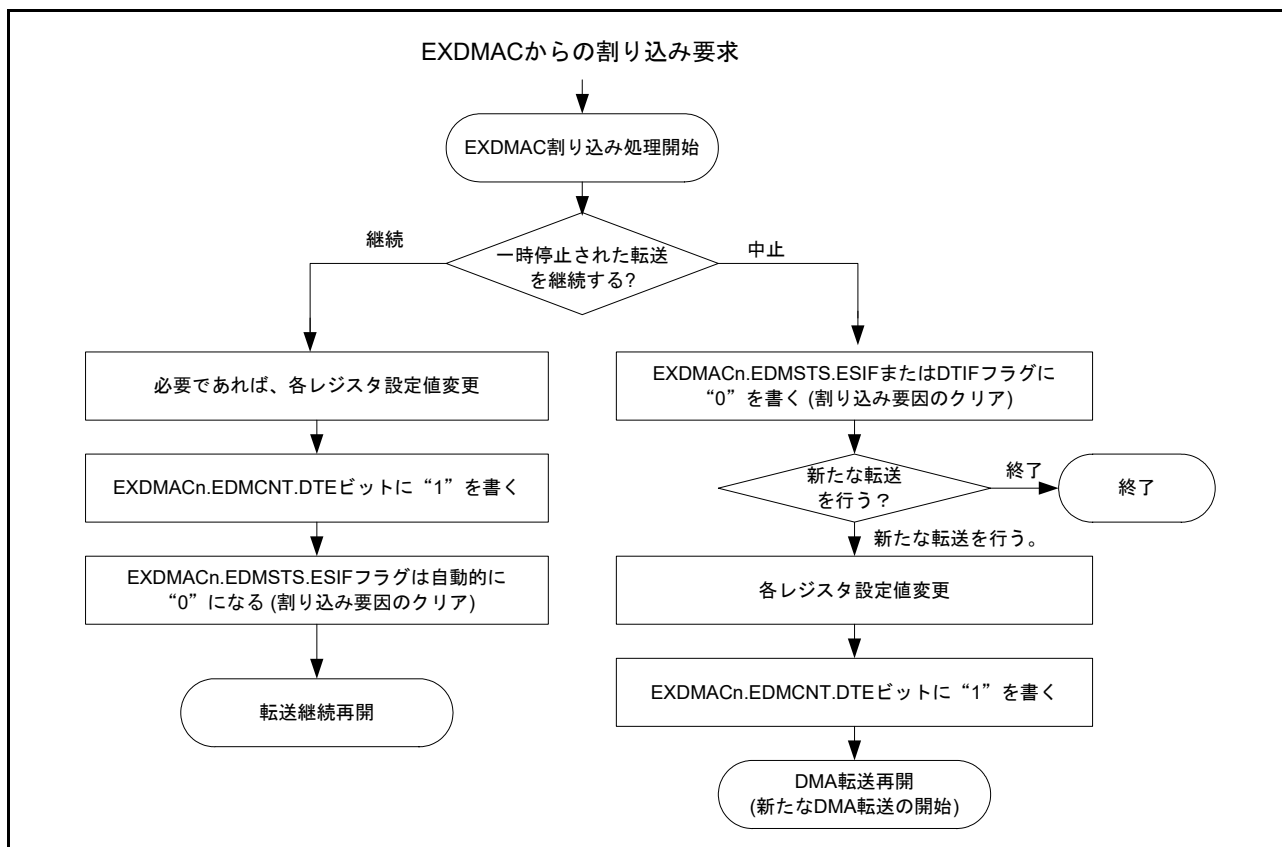 EXDMACからの割り込み要求
EXDMAC割り込み処理開始
一時停止された転送
を継続する?
継続
中止
必要であれば、各レジスタ設定値変更
EXDMACn.EDMCNT.DTEビットに“1”を書く
EXDMACn.EDMSTS.ESIFフラグは自動的に
“0”になる (割り込み要因のクリア)
転送継続再開
EXDMACn.EDMSTS.ESIFまたはDTIFフラグに
“0”を書く (割り込み要因のクリア)
新たな転送
を行う？
終了
終了
新たな転送を行う。
各レジスタ設定値変更
EXDMACn.EDMCNT.DTEビットに“1”を書く
DMA転送再開
(新たなDMA転送の開始)